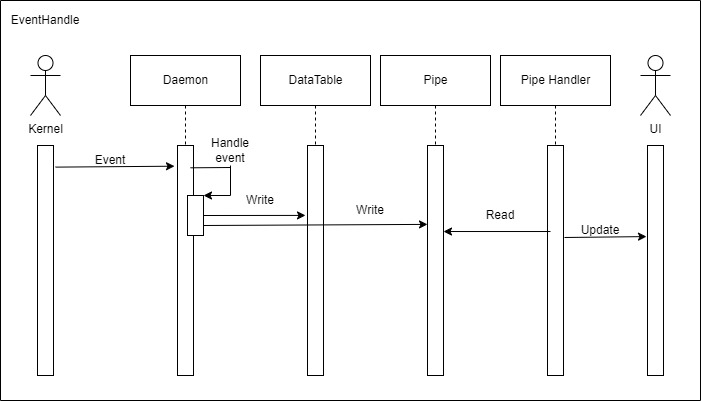 EventHandle
Daemon
DataTable
Pipe
Pipe Handler
Kernel
UI
Handle
event
Event
Write
Write
Read
Update